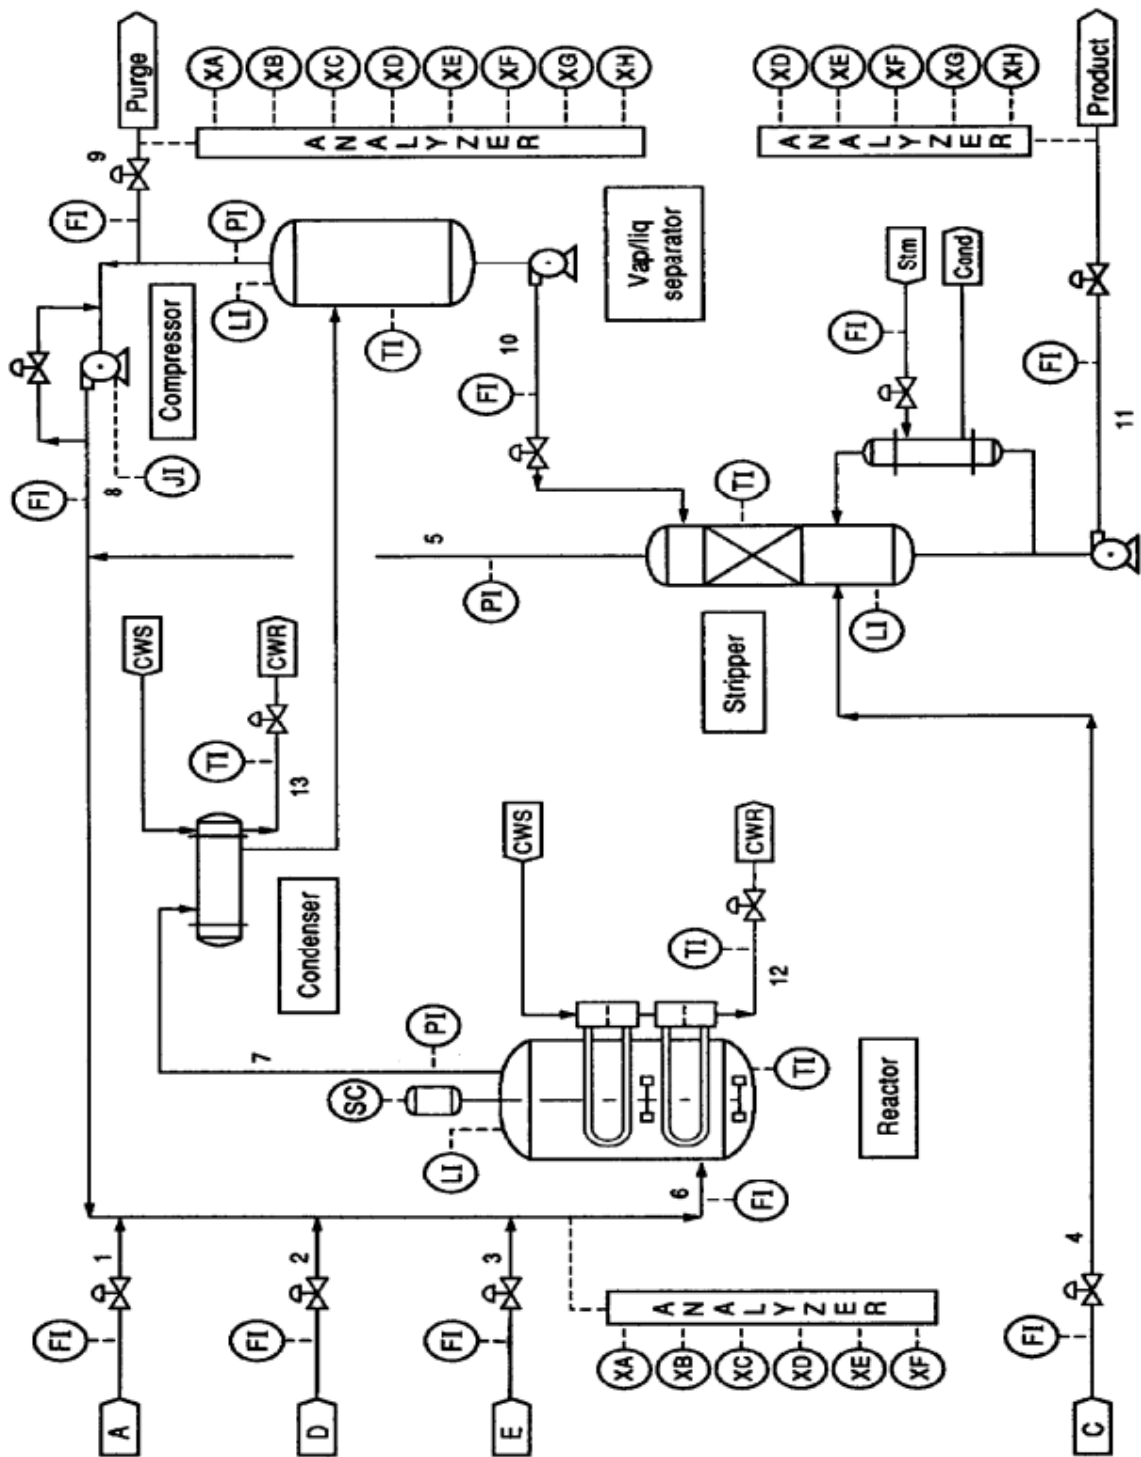 A
FI
1
D
FI
2
E
FI
3
C
FI
4
ANALYZER
XA
XB
XC
XD
XE
XF
6
FI
Reactor
LI
SC
PI
7
TI
CWS
TI
12
CWR
Condenser
CWS
TI
13
CWR
Stripper
PI
5
TI
LI
FI
8
JI
Compressor
FI
10
Vap/liq
separator
LI
PI
TI
FI
9
Purge
ANALYZER
XA
XB
XC
XD
XE
XF
XG
XH
FI
Stm
Cond
FI
11
ANALYZER
XD
XE
XF
XG
XH
Product